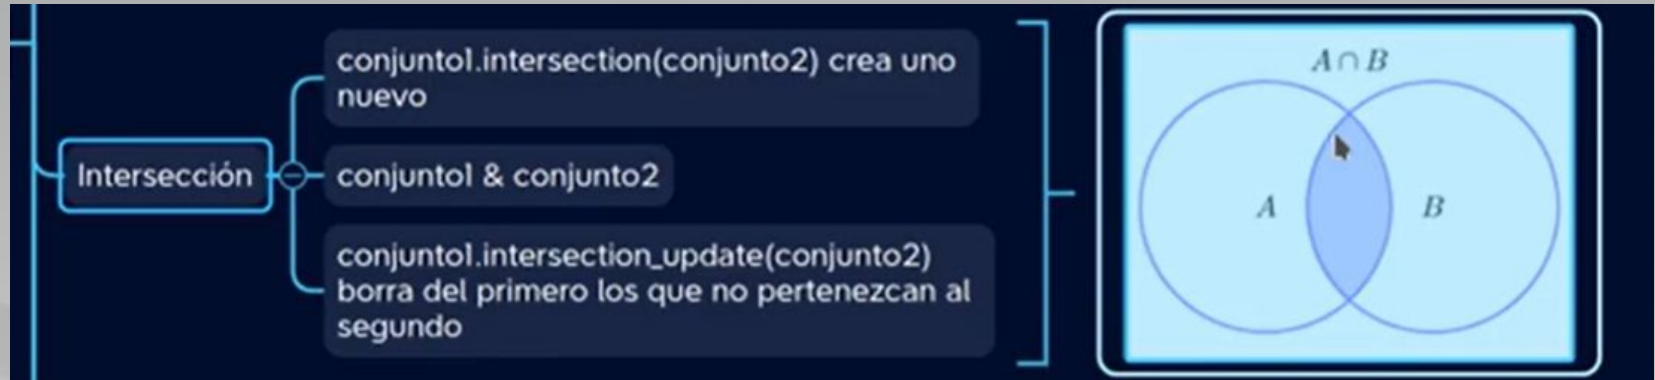 conjunto1.intersection(conjunto2) crea uno
nuevo
Intersección
conjunto1 & conjunto2
conjunto1.intersection_update(conjunto2)
borra del primero los que no pertenezcan al
segundo
A∩B
A
B